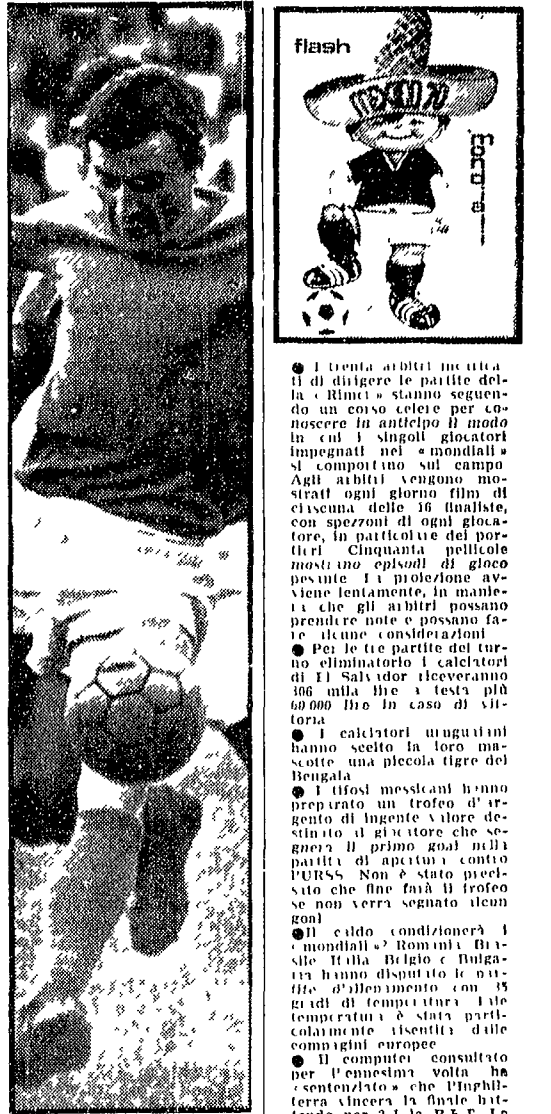 flash
MEXICO 70
● I trenta arbitri incarica
ti di dirigere le partite del-
la « Rimet » stanno seguen-
do un corso celere per co-
noscere in anticipo il modo
in cui i singoli giocatori
impegnati nei « mondiali »
si comportano sul campo
Agli arbitri vengono mo-
strati ogni giorno film di
ciascuna delle 16 finaliste,
con spezzoni di ogni gioca-
tore, in particolare dei por-
tieri Cinquanta pellicole
mostrano episodi di gioco
pesante La proiezione av-
viene lentamente, in manie-
ra che gli arbitri possano
prendere note e possano fa-
re alcune considerazioni
● Per le tre partite del tur-
no eliminatorio i calciatori
di El Salvador riceveranno
306 mila lire a testa più
60 000 lire in caso di vit-
toria
● I calciatori uruguaiani
hanno scelto la loro ma-
scotte una piccola tigre del
Bengala
● I tifosi messicani hanno
preparato un trofeo d'ar-
gento di ingente valore de-
stinato al giocatore che se-
gnerà il primo goal nella
partita di apertura contro
l'URSS Non è stato preci-
sato che fine farà il trofeo
se non verrà segnato alcun
goal
● Il caldo condizionerà i
« mondiali »? Romania Bra-
sile Italia Belgio e Bulga-
ria hanno disputato le par-
tite d'allenamento con 35
gradi di temperatura Tale
temperatura è stata parti-
colarmente risentita dalle
compagini europee
● Il computer consultato
per l'ennesima volta ha
« sentenziato » che l'Inghil-
terra vincerà la finale bat-
tendo per 2-1 la